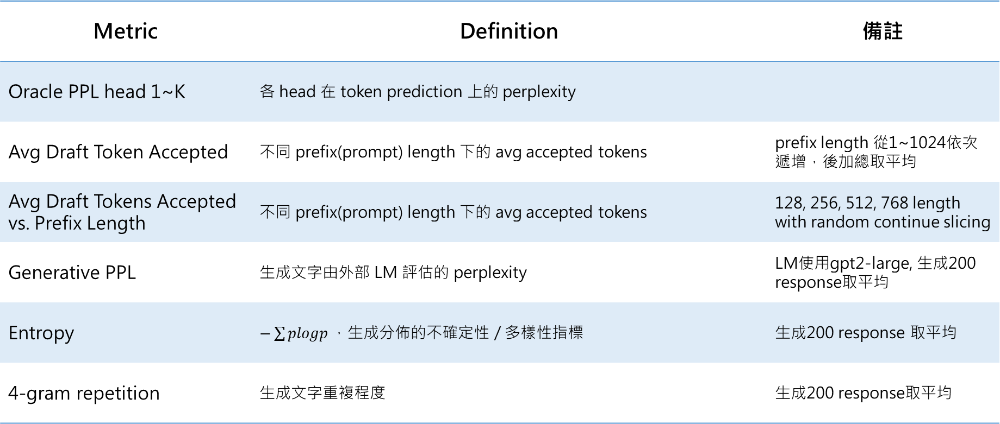 Metric Definition 備註
Oracle PPL head 1~K 各 head 在 token prediction 上的 perplexity
Avg Draft Token Accepted 不同 prefix(prompt) length 下的 avg accepted tokens
prefix length 從1~1024依次
遞增，後加總取平均
Avg Draft Tokens Accepted
vs. Prefix Length
不同 prefix(prompt) length 下的 avg accepted tokens
128, 256, 512, 768 length
with random continue slicing
Generative PPL 生成文字由外部 LM 評估的 perplexity
LM使用gpt2-large, 生成200
response取平均
Entropy −∑plogp ，生成分佈的不確定性 / 多樣性指標 生成200 response 取平均
4-gram repetition 生成文字重複程度 生成200 response取平均